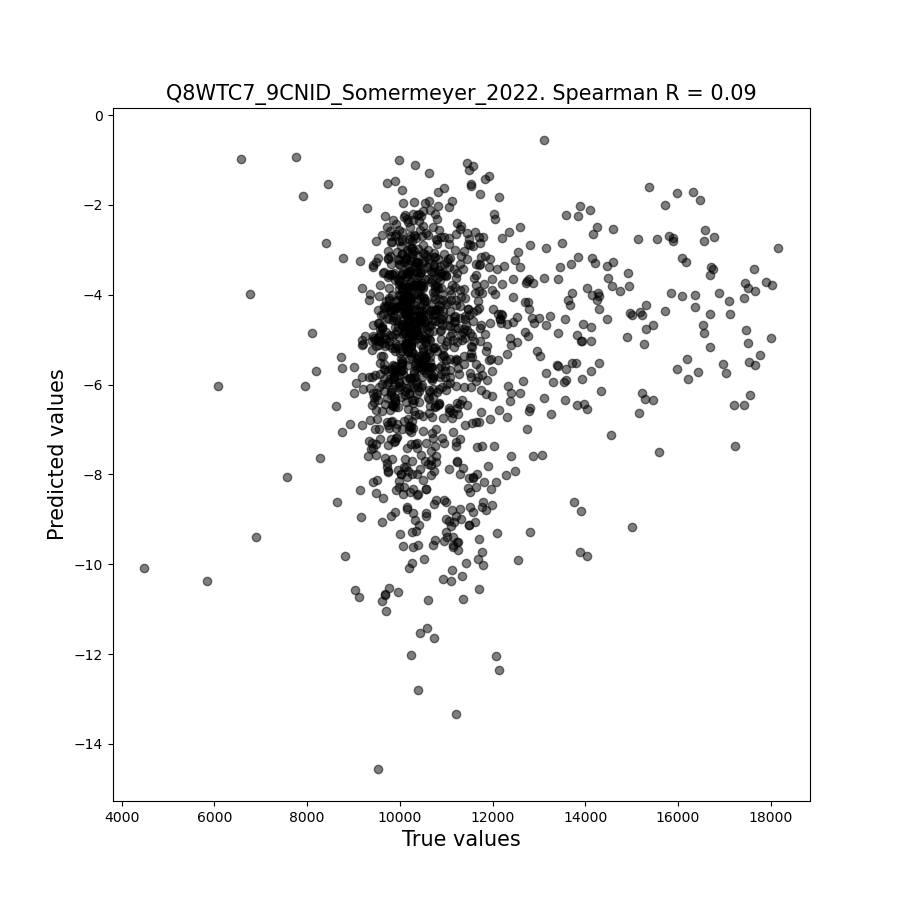 Q8WTC7_9CNID_Somermeyer_2022. Spearman R = 0.09
0
−2
−4
−6
−8
−10
−12
−14
Predicted values
4000 6000 8000 10000 12000 14000 16000 18000
True values